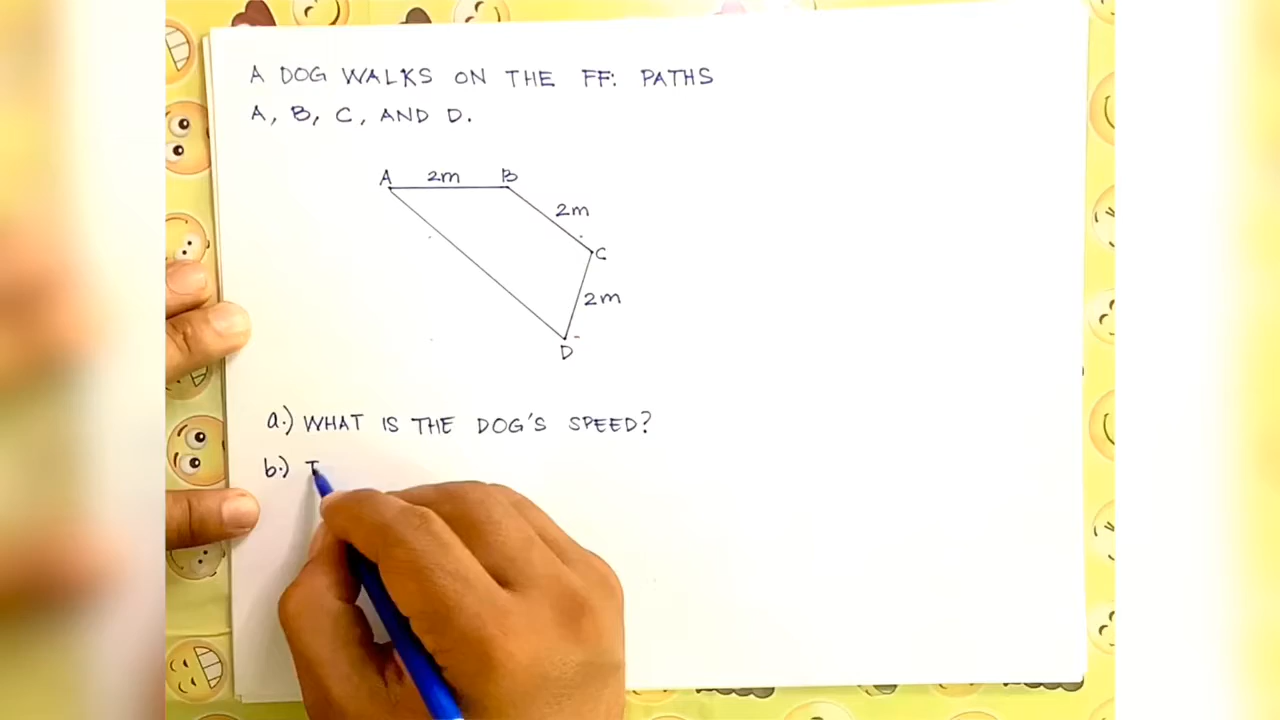 A DOG WALKS ON THE FF: PATHS
A, B, C, AND D.
A 2m B
2m
C
2m
D
a.) WHAT IS THE DOG'S SPEED?
b.) T